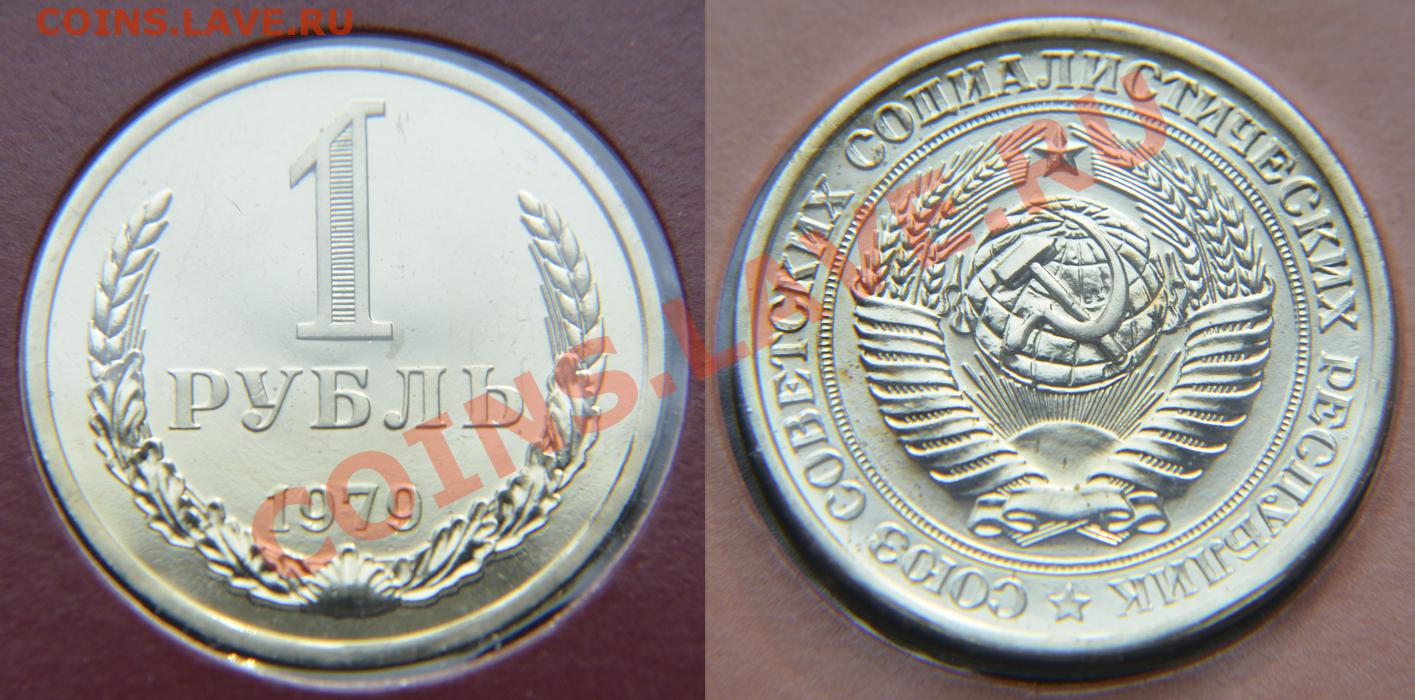 COINS.LAVE.RU
1
РУБЛЬ
1979
СОЮЗ СОВЕТСКИХ СОЦИАЛИСТИЧЕСКИХ РЕСПУБЛИК
COINS.LAVE.RU